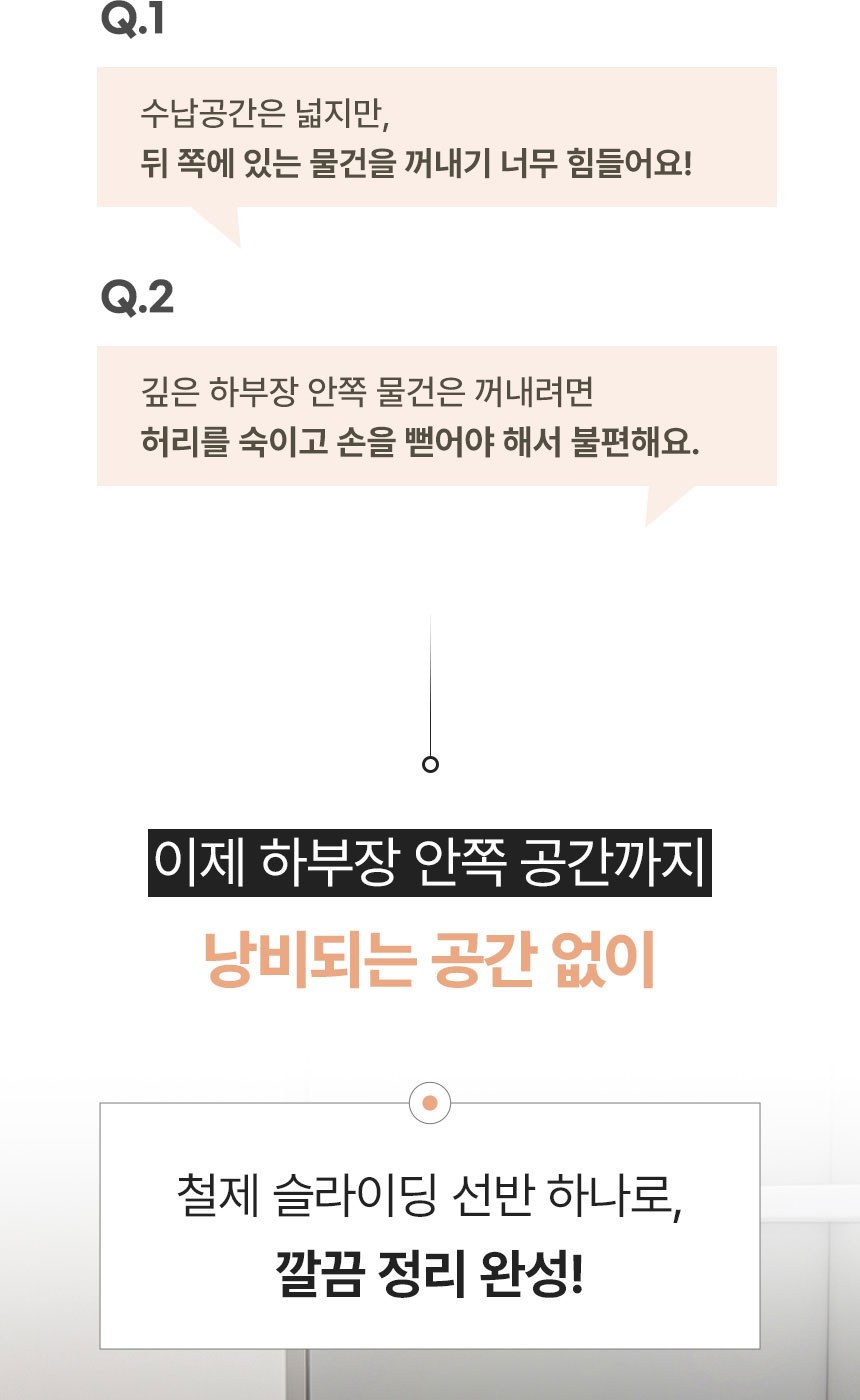 Q.1
수납공간은 넓지만,
뒤 쪽에 있는 물건을 꺼내기 너무 힘들어요!
Q.2
깊은 하부장 안쪽 물건은 꺼내려면
허리를 숙이고 손을 뻗어야 해서 불편해요.
이제 하부장 안쪽 공간까지
낭비되는 공간 없이
철제 슬라이딩 선반 하나로,
깔끔 정리 완성!